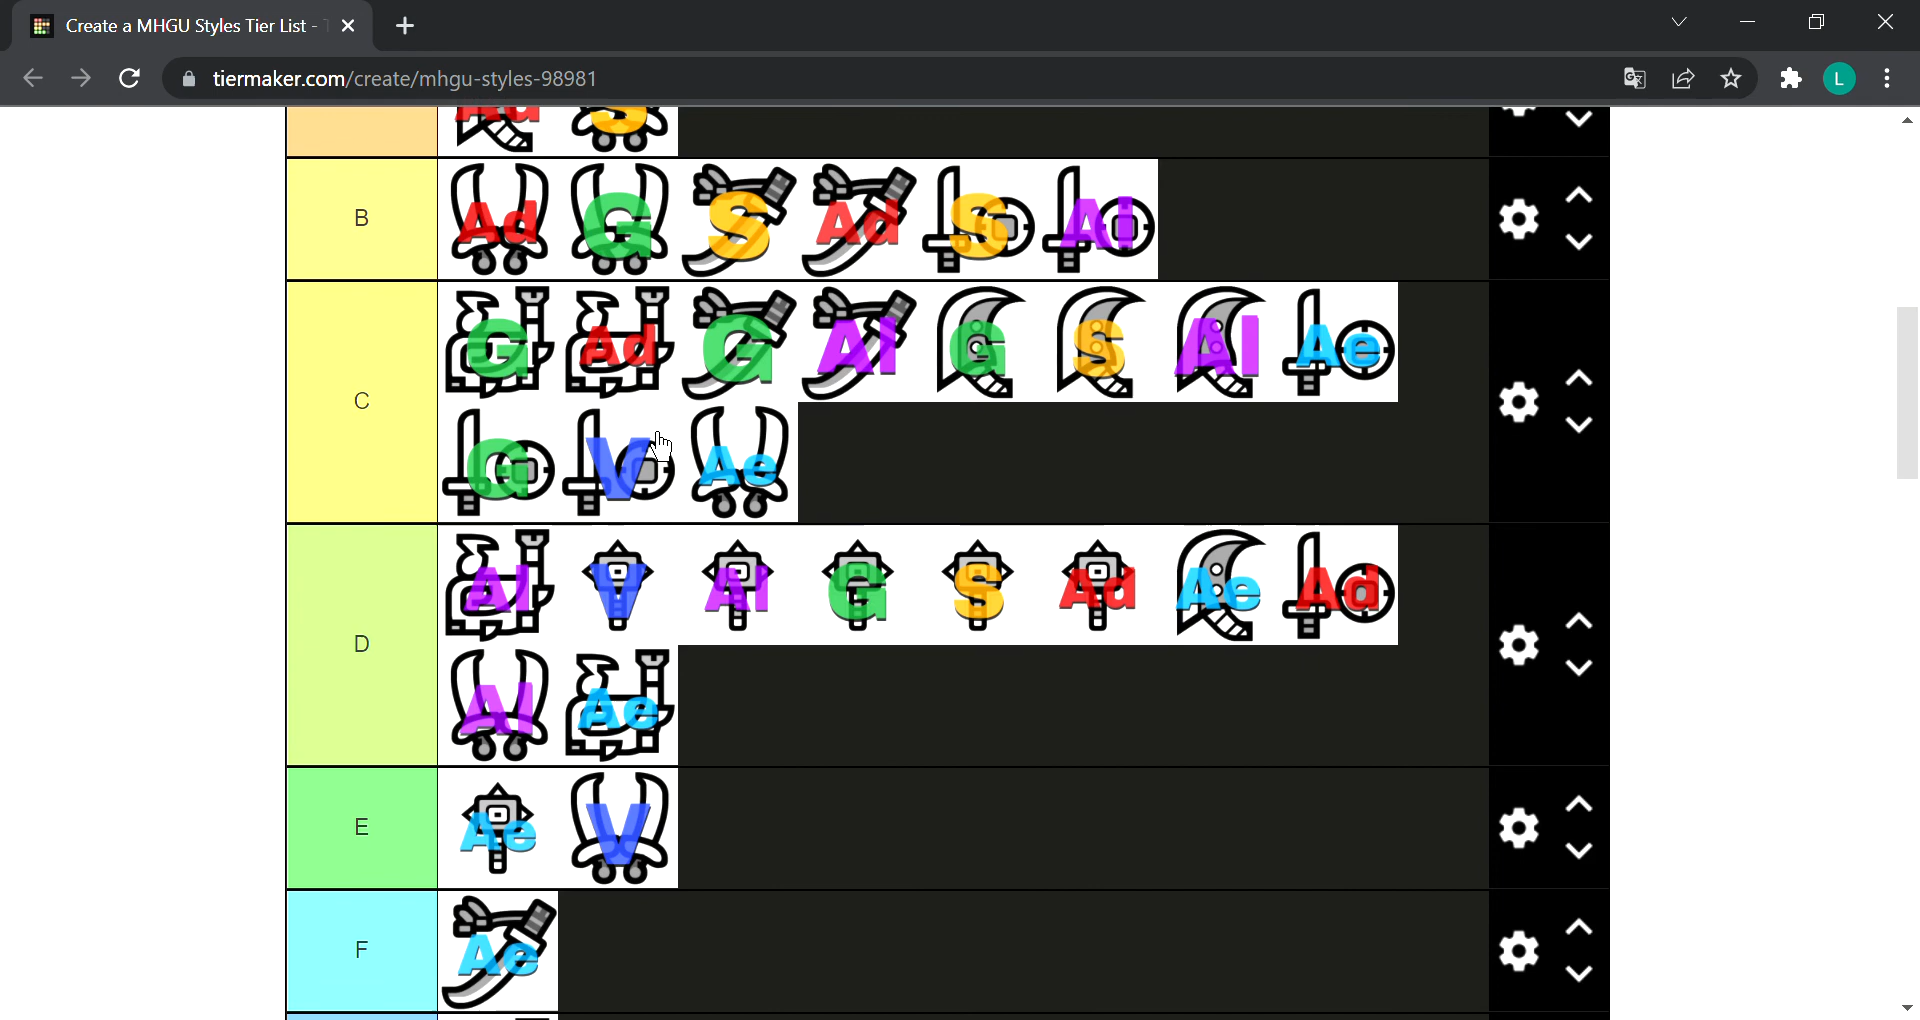 Create a MHGU Styles Tier List -
tiermaker.com/create/mhgu-styles-98981
L
Ad S
B
Ad G S Ad S Al
C
G Ad G Al G S Al Ae
G V Ae
D
Al V Al G S Ad Ae Ad
Al Ae
E
Ae V
F
Ae